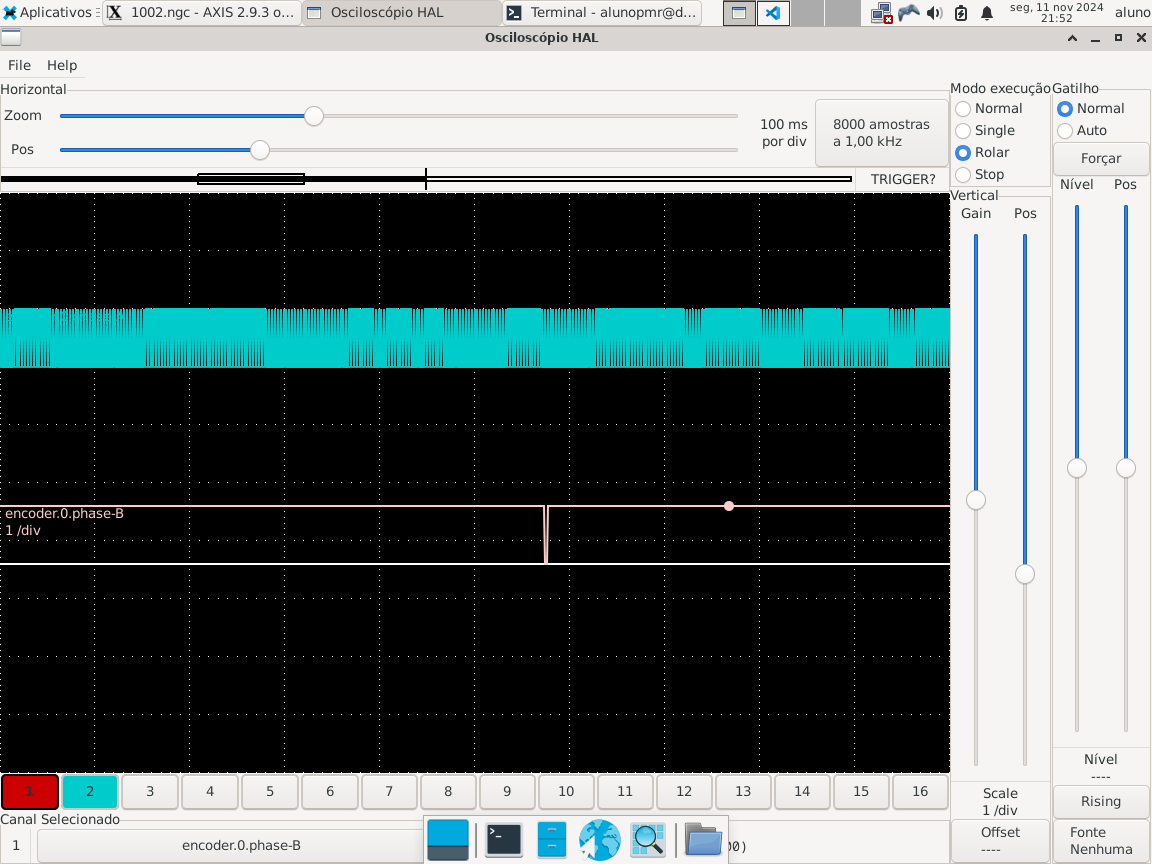 Aplicativos
1002.ngc - AXIS 2.9.3 o...
Osciloscópio HAL
Terminal - alunopmr@d...
seg, 11 nov 2024
21:52
aluno
Osciloscópio HAL
File Help
Horizontal
Zoom
Pos
100 ms
por div
8000 amostras
a 1,00 kHz
TRIGGER?
Modo execução
Normal
Single
Rolar
Stop
Gatilho
Normal
Auto
Forçar
Vertical
Gain Pos
Nível Pos
encoder.0.phase-B
1 /div
1 2 3 4 5 6 7 8 9 10 11 12 13 14 15 16
Canal Selecionado
1 encoder.0.phase-B
00)
Scale
1 /div
Offset
----
Nível
----
Rising
Fonte
Nenhuma